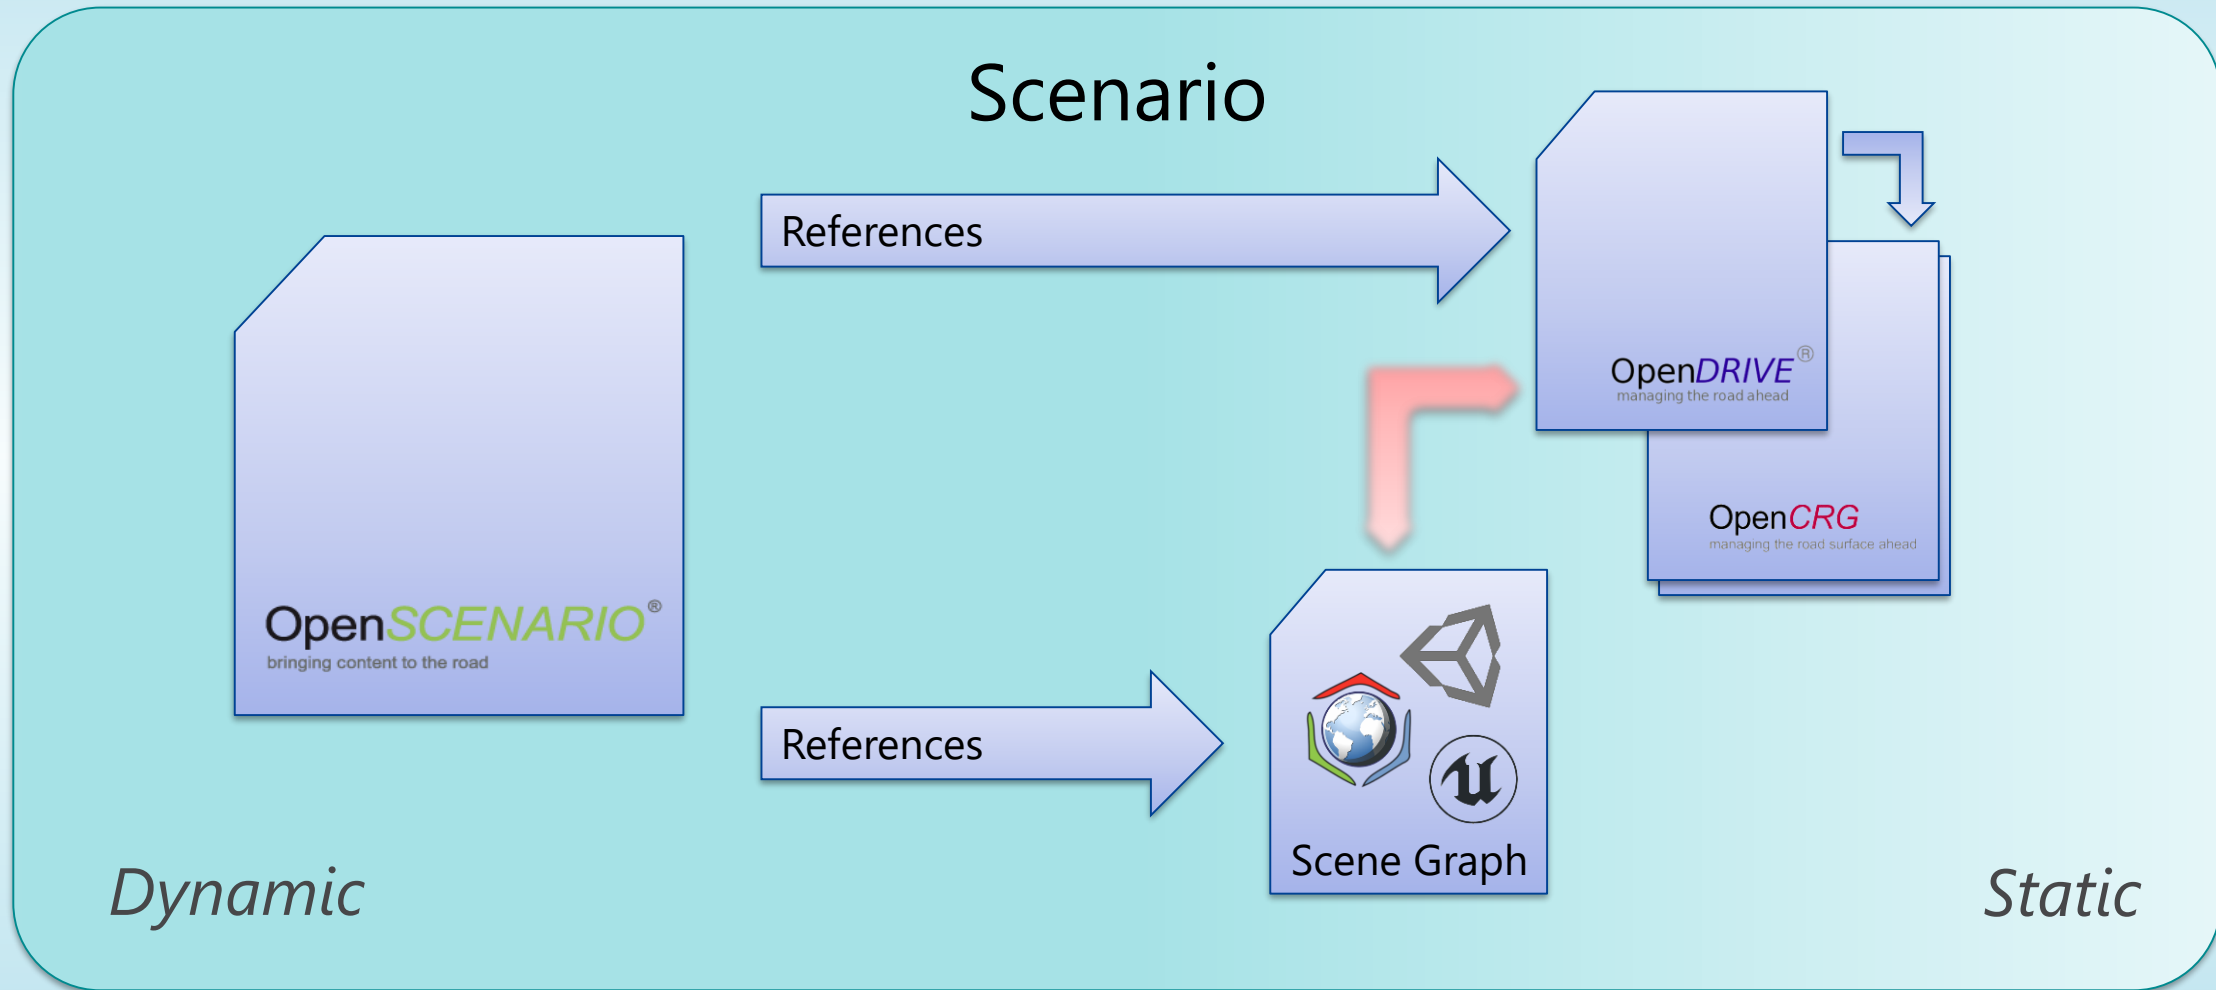 Scenario
References
OpenDRIVE®
managing the road ahead
OpenCRG
managing the road surface ahead
OpenSCENARIO®
bringing content to the road
References
Scene Graph
Dynamic
Static